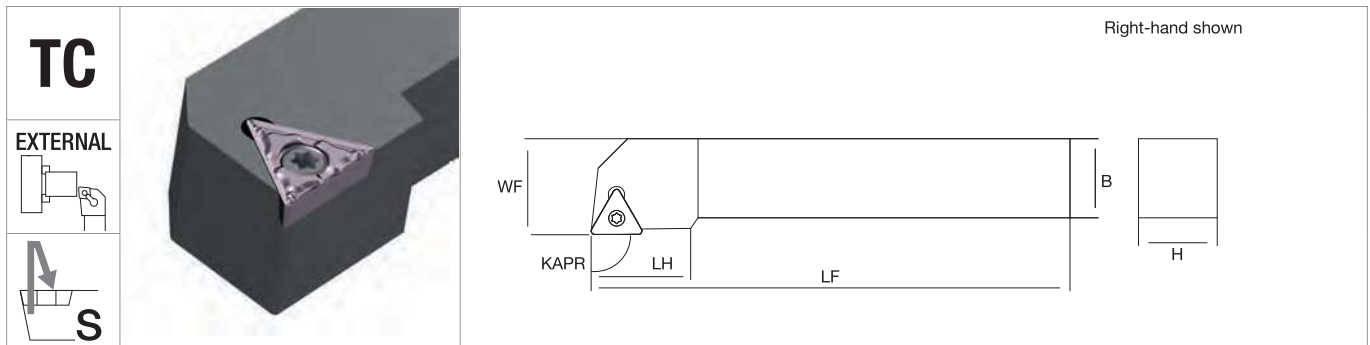 TC
EXTERNAL
S
Right-hand shown
WF
B
KAPR
LH
LF
H